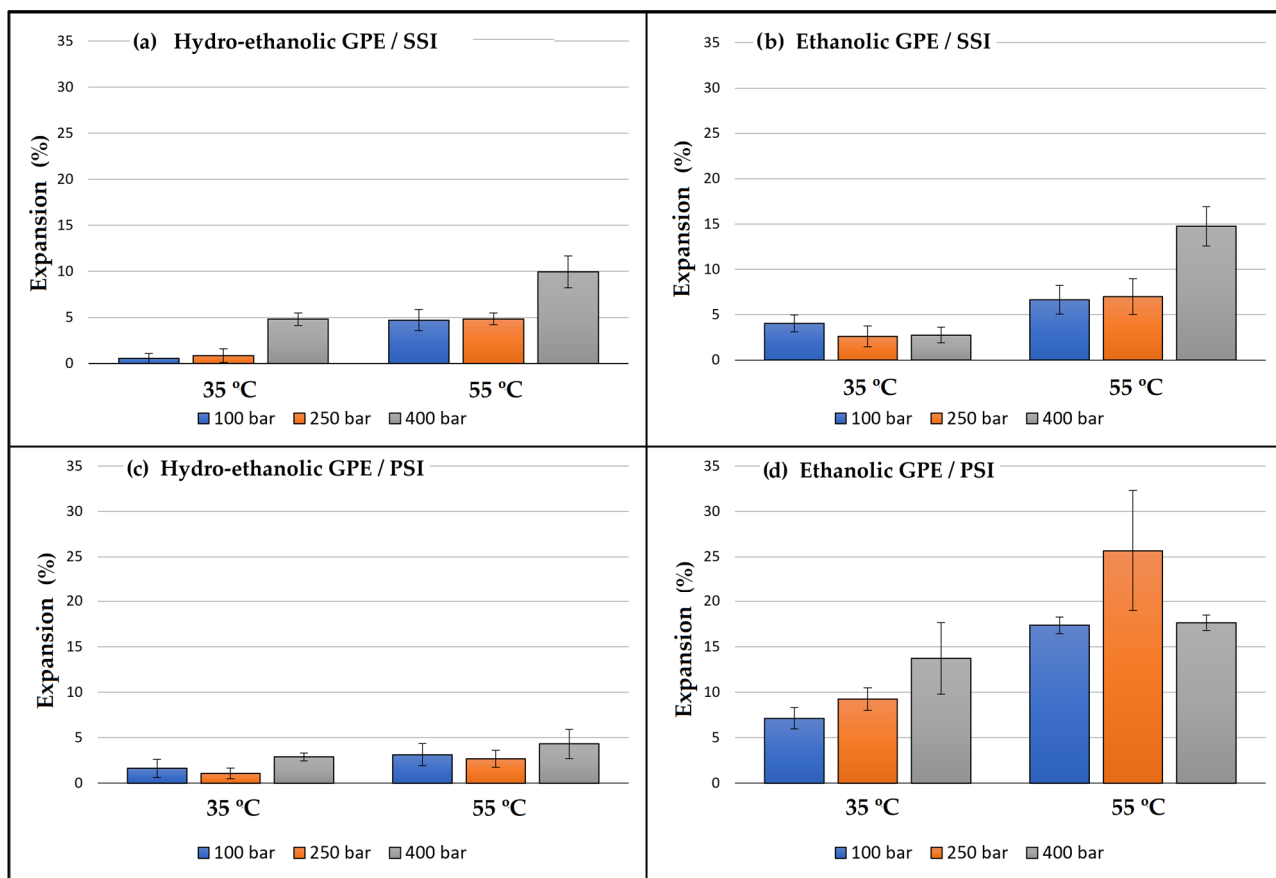 (a) Hydro-ethanolic GPE / SSI
Expansion (%)
35
30
25
20
15
10
5
0
35 ºC 55 ºC
100 bar 250 bar 400 bar
(b) Ethanolic GPE / SSI
Expansion (%)
35
30
25
20
15
10
5
0
35 ºC 55 ºC
100 bar 250 bar 400 bar
(c) Hydro-ethanolic GPE / PSI
Expansion (%)
35
30
25
20
15
10
5
0
35 ºC 55 ºC
100 bar 250 bar 400 bar
(d) Ethanolic GPE / PSI
Expansion (%)
35
30
25
20
15
10
5
0
35 ºC 55 ºC
100 bar 250 bar 400 bar